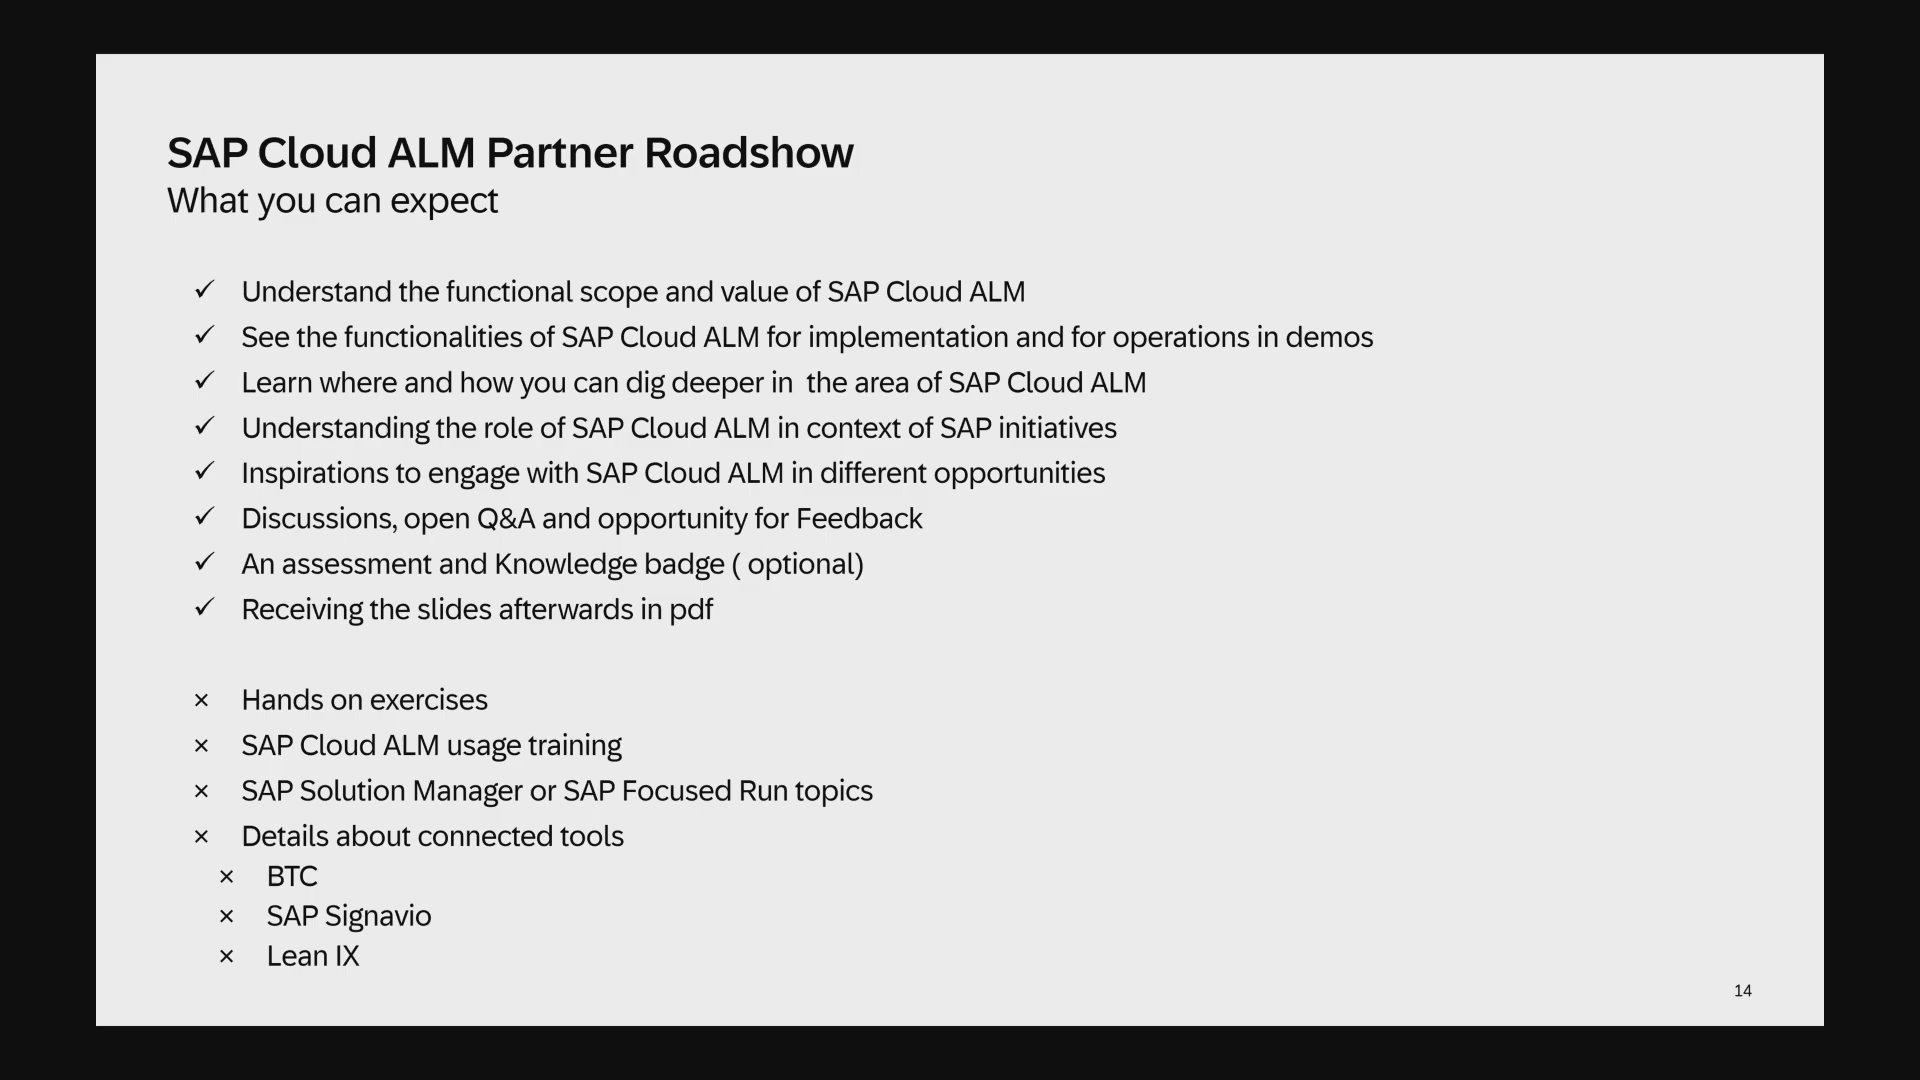 SAP Cloud ALM Partner Roadshow
What you can expect
✓ Understand the functional scope and value of SAP Cloud ALM
✓ See the functionalities of SAP Cloud ALM for implementation and for operations in demos
✓ Learn where and how you can dig deeper in  the area of SAP Cloud ALM
✓ Understanding the role of SAP Cloud ALM in context of SAP initiatives
✓ Inspirations to engage with SAP Cloud ALM in different opportunities
✓ Discussions, open Q&A and opportunity for Feedback
✓ An assessment and Knowledge badge ( optional)
✓ Receiving the slides afterwards in pdf
× Hands on exercises
× SAP Cloud ALM usage training
× SAP Solution Manager or SAP Focused Run topics
× Details about connected tools
× BTC
× SAP Signavio
× Lean IX
14